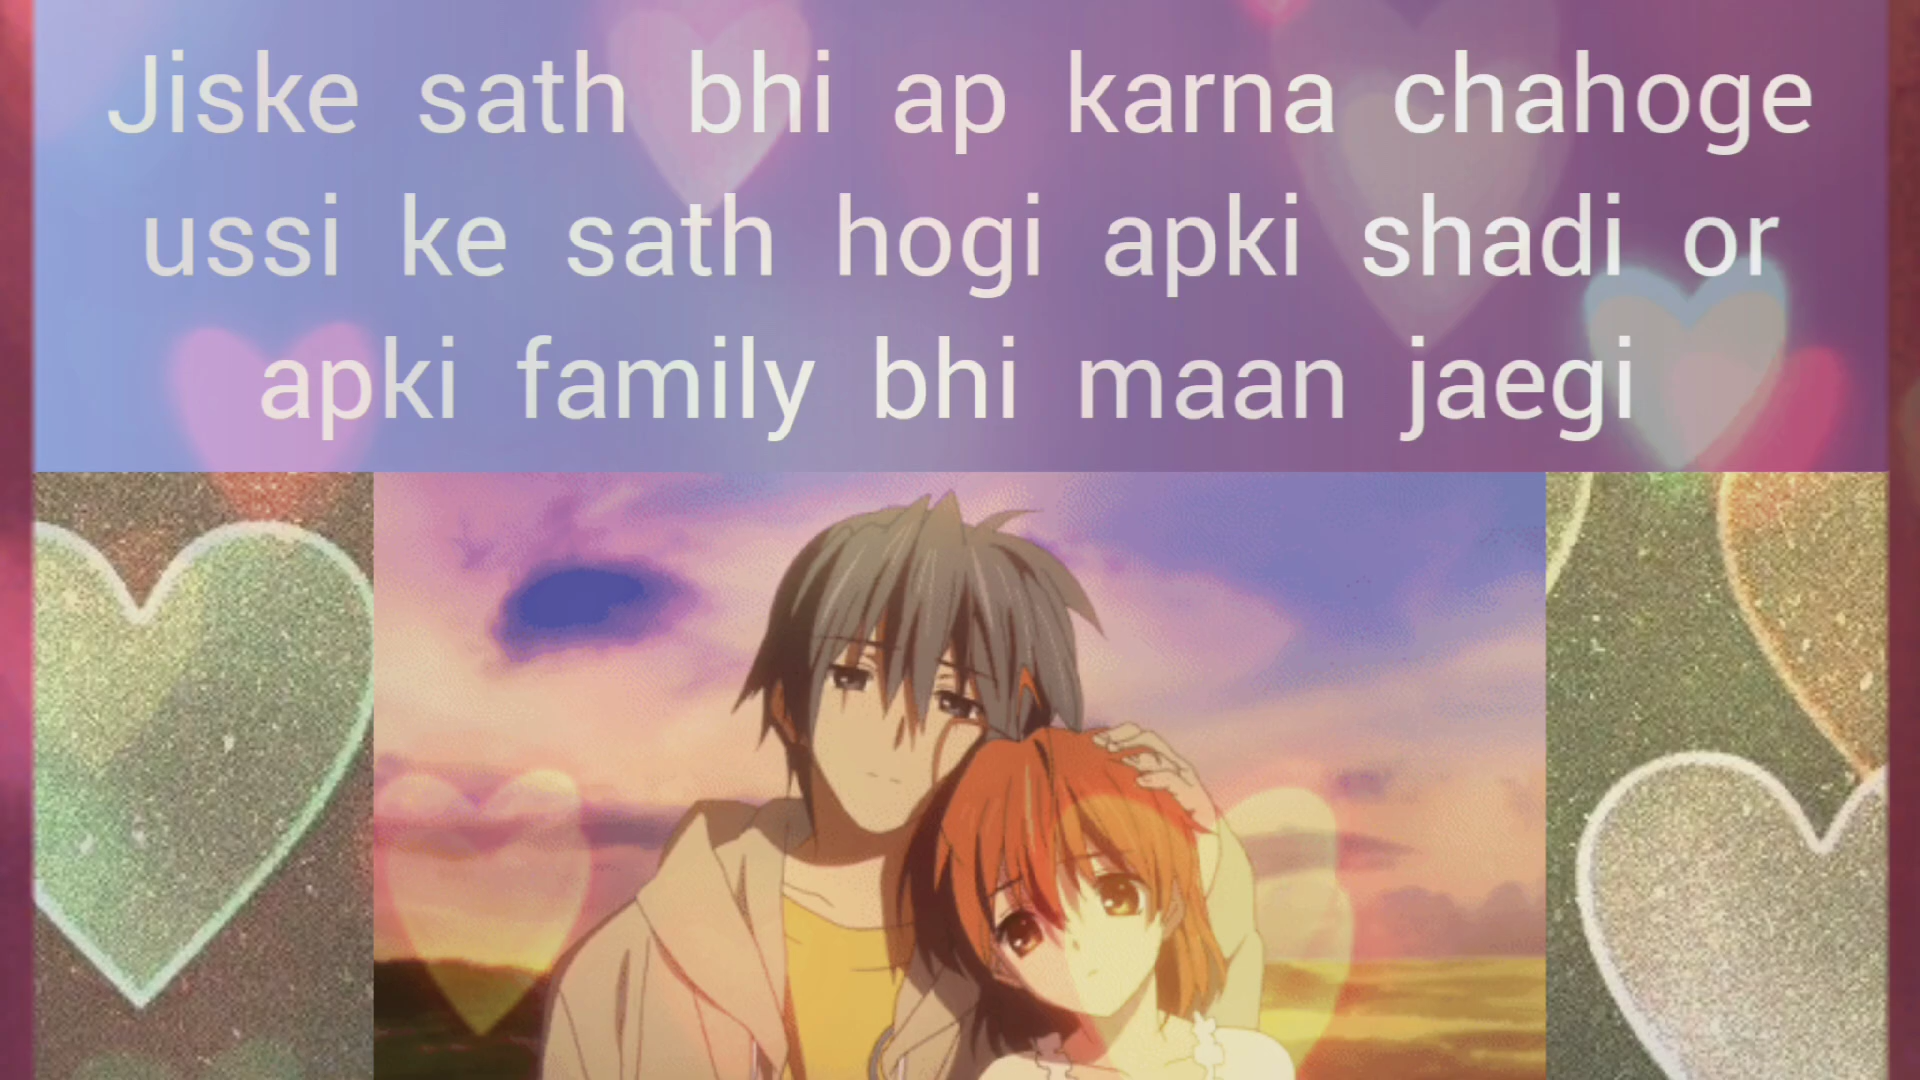 Jiske sath bhi ap karna chahoge
ussi ke sath hogi apki shadi or
apki family bhi maan jaegi